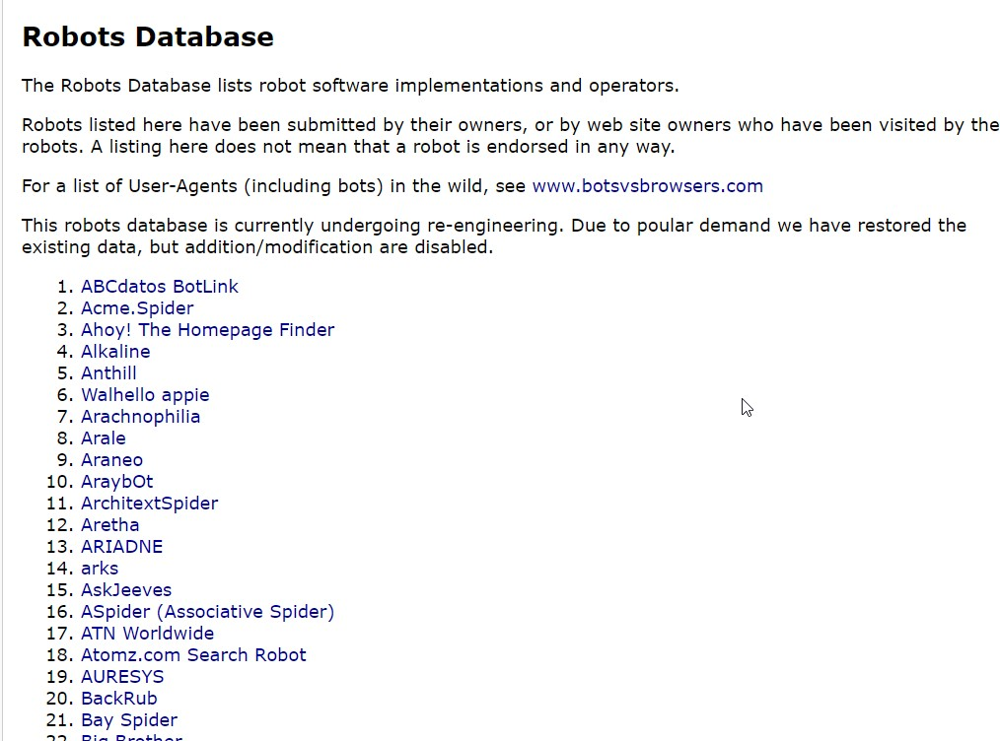 Robots Database
The Robots Database lists robot software implementations and operators.
Robots listed here have been submitted by their owners, or by web site owners who have been visited by the
robots. A listing here does not mean that a robot is endorsed in any way.
For a list of User-Agents (including bots) in the wild, see www.botsvsbrowsers.com
This robots database is currently undergoing re-engineering. Due to poular demand we have restored the
existing data, but addition/modification are disabled.
1. ABCdatos BotLink
2. Acme.Spider
3. Ahoy! The Homepage Finder
4. Alkaline
5. Anthill
6. Walhello appie
7. Arachnophilia
8. Arale
9. Araneo
10. AraybOt
11. ArchitextSpider
12. Aretha
13. ARIADNE
14. arks
15. AskJeeves
16. ASpider (Associative Spider)
17. ATN Worldwide
18. Atomz.com Search Robot
19. AURESYS
20. BackRub
21. Bay Spider
22. Big Brother